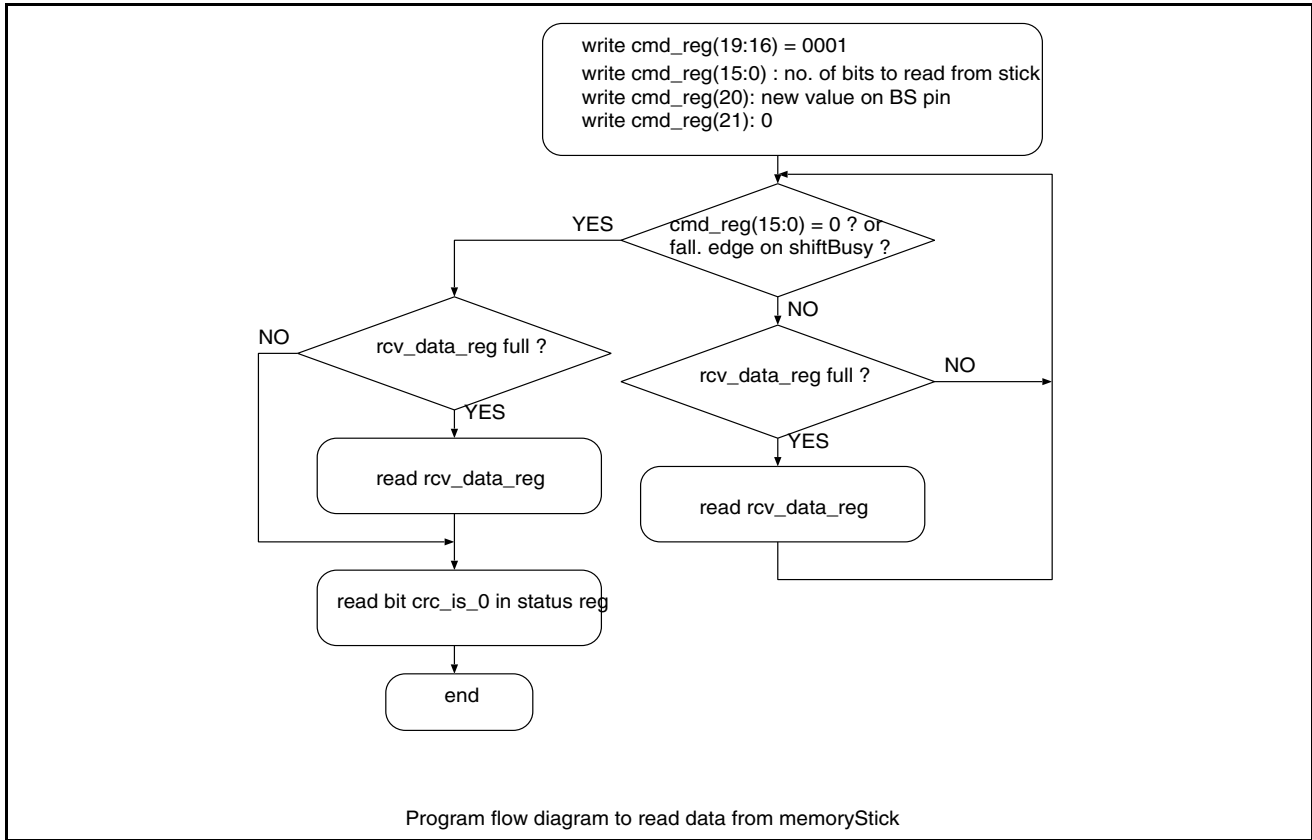 write cmd_reg(19:16) = 0001
write cmd_reg(15:0) : no. of bits to read from stick
write cmd_reg(20): new value on BS pin
write cmd_reg(21): 0
YES
cmd_reg(15:0) = 0 ? or
fall. edge on shiftBusy ?
NO
NO
rcv_data_reg full ?
YES
rcv_data_reg full ?
NO
YES
read rcv_data_reg
read rcv_data_reg
read bit crc_is_0 in status reg
end
Program flow diagram to read data from memoryStick